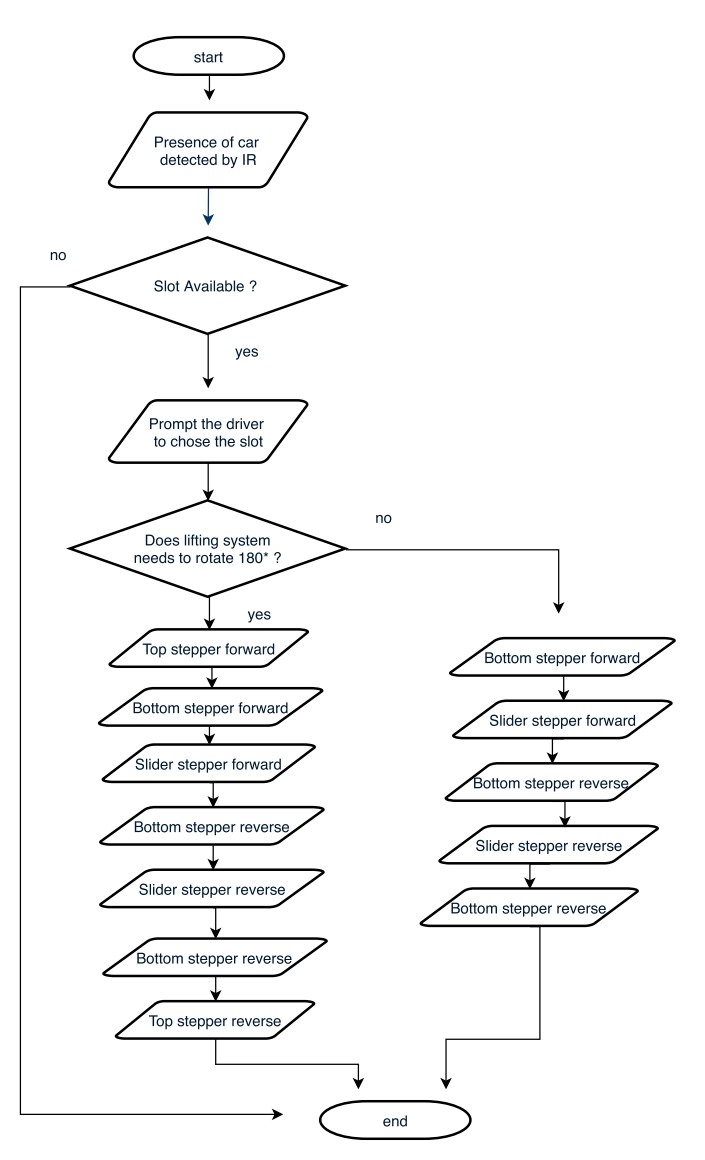 start
Presence of car
detected by IR
no
Slot Available ?
yes
Prompt the driver
to chose the slot
no
Does lifting system
needs to rotate 180* ?
yes
Top stepper forward
Bottom stepper forward
Slider stepper forward
Bottom stepper reverse
Slider stepper reverse
Bottom stepper reverse
Top stepper reverse
Bottom stepper forward
Slider stepper forward
Bottom stepper reverse
Slider stepper reverse
Bottom stepper reverse
end